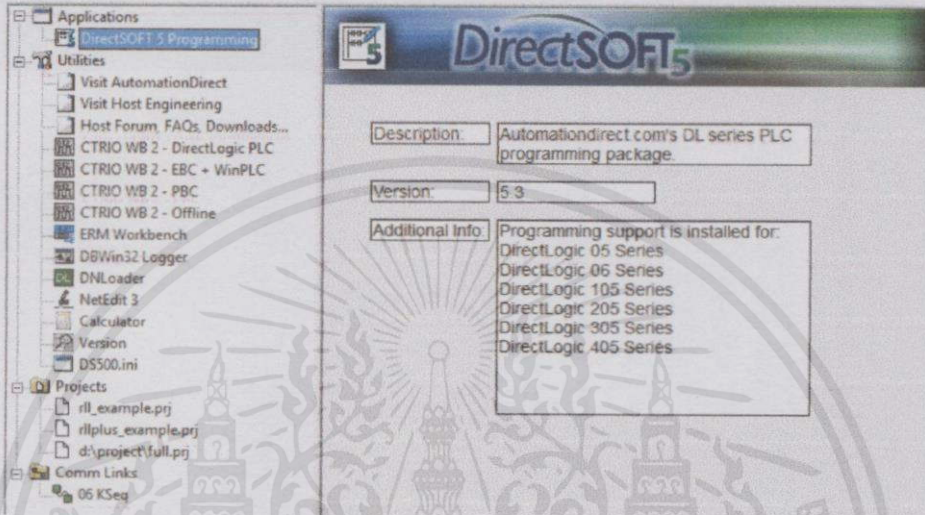 Applications
DirectSOFT 5 Programming
Utilities
Visit AutomationDirect
Visit Host Engineering
Host Forum, FAQs, Downloads...
CTRIO WB 2 - DirectLogic PLC
CTRIO WB 2 - EBC + WinPLC
CTRIO WB 2 - PBC
CTRIO WB 2 - Offline
ERM Workbench
DBWin32 Logger
DNLoader
NetEdit 3
Calculator
Version
DS500.ini
Projects
rll_example.prj
rllplus_example.prj
d:\project\full.prj
Comm Links
06 KSeq
5
DirectSOFT5
Description:
Automationdirect.com's DL series PLC
programming package.
Version:
5.3
Additional Info:
Programming support is installed for:
DirectLogic 05 Series
DirectLogic 06 Series
DirectLogic 105 Series
DirectLogic 205 Series
DirectLogic 305 Series
DirectLogic 405 Series